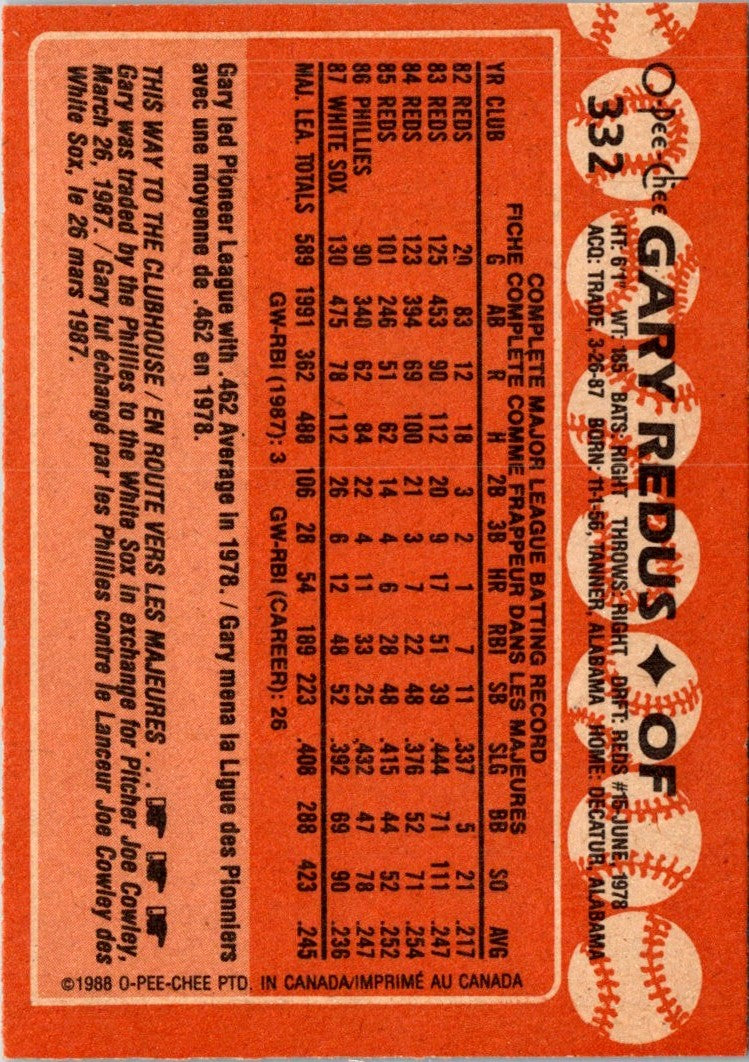 O-Pee-Chee GARY REDUS ✦ OF
332
HT: 6'1" WT: 185 BATS: RIGHT THROWS: RIGHT DRFT: REDS #15-JUNE, 1978
ACQ: TRADE, 3-26-87 BORN: 11-1-56, TANNER, ALABAMA HOME: DECATUR, ALABAMA
COMPLETE MAJOR LEAGUE BATTING RECORD
FICHE COMPLÈTE COMME FRAPPEUR DANS LES MAJEURES
YR CLUB G AB R H 2B 3B HR RBI SB SLG BB SO AVG
82 REDS 20 83 12 18 3 2 1 7 11 .337 5 21 .217
83 REDS 125 453 90 112 20 9 17 51 39 .444 71 111 .247
84 REDS 123 394 69 100 21 3 7 22 48 .376 52 71 .254
85 REDS 101 246 51 62 14 4 6 28 48 .415 44 52 .252
86 PHILLIES 90 340 62 84 22 4 11 33 25 .432 47 78 .247
87 WHITE SOX 130 475 78 112 26 6 12 48 52 .392 69 90 .236
MAJ. LEA. TOTALS 589 1991 362 488 106 28 54 189 223 .408 288 423 .245
GW-RBI (1987): 3 GW-RBI (CAREER): 26
Gary led Pioneer League with .462 Average in 1978. / Gary mena la Ligue des Pionniers
avec une moyenne de .462 en 1978.
THIS WAY TO THE CLUBHOUSE / EN ROUTE VERS LES MAJEURES . . .
Gary was traded by the Phillies to the White Sox in exchange for Pitcher Joe Cowley,
March 26, 1987. / Gary fut échangé par les Phillies contre le Lanceur Joe Cowley des
White Sox, le 26 mars 1987.
©1988 O-PEE-CHEE PTD. IN CANADA/IMPRIMÉ AU CANADA